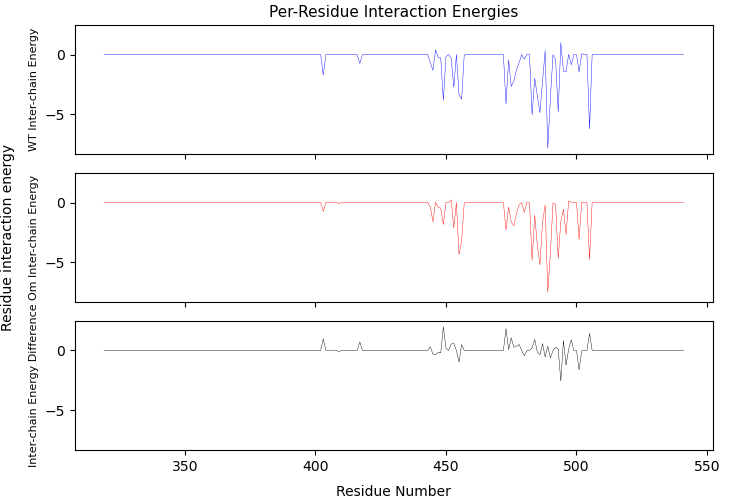 Per-Residue Interaction Energies
Residue interaction energy
WT Inter-chain Energy
0
−5
Om Inter-chain Energy
0
−5
Inter-chain Energy Difference
0
−5
350
400
450
500
550
Residue Number